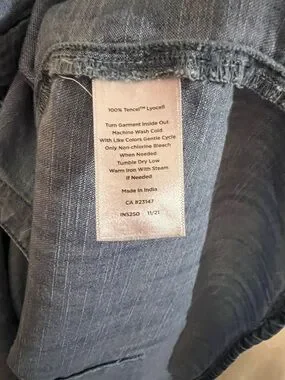 100% Tencel™ Lyocell
Turn Garment Inside Out
Machine Wash Cold
With Like Colors Gentle Cycle
Only Non-chlorine Bleach
When Needed
Tumble Dry Low
Warm Iron With Steam
If Needed
Made in India
CA #23147
INS250 11/21